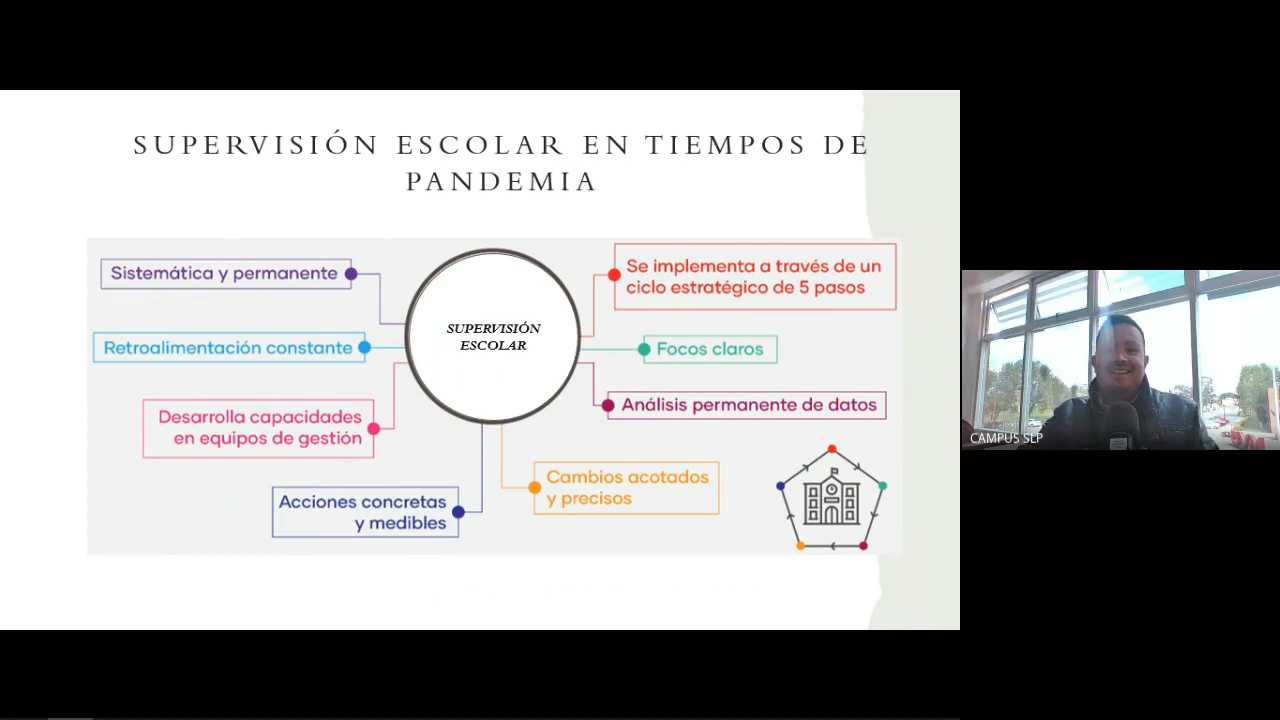 SUPERVISIÓN ESCOLAR EN TIEMPOS DE
PANDEMIA
Sistemática y permanente
Retroalimentación constante
Desarrolla capacidades
en equipos de gestión
Acciones concretas
y medibles
SUPERVISIÓN
ESCOLAR
Se implementa a través de un
ciclo estratégico de 5 pasos
Focos claros
Análisis permanente de datos
Cambios acotados
y precisos
CAMPUS SLP